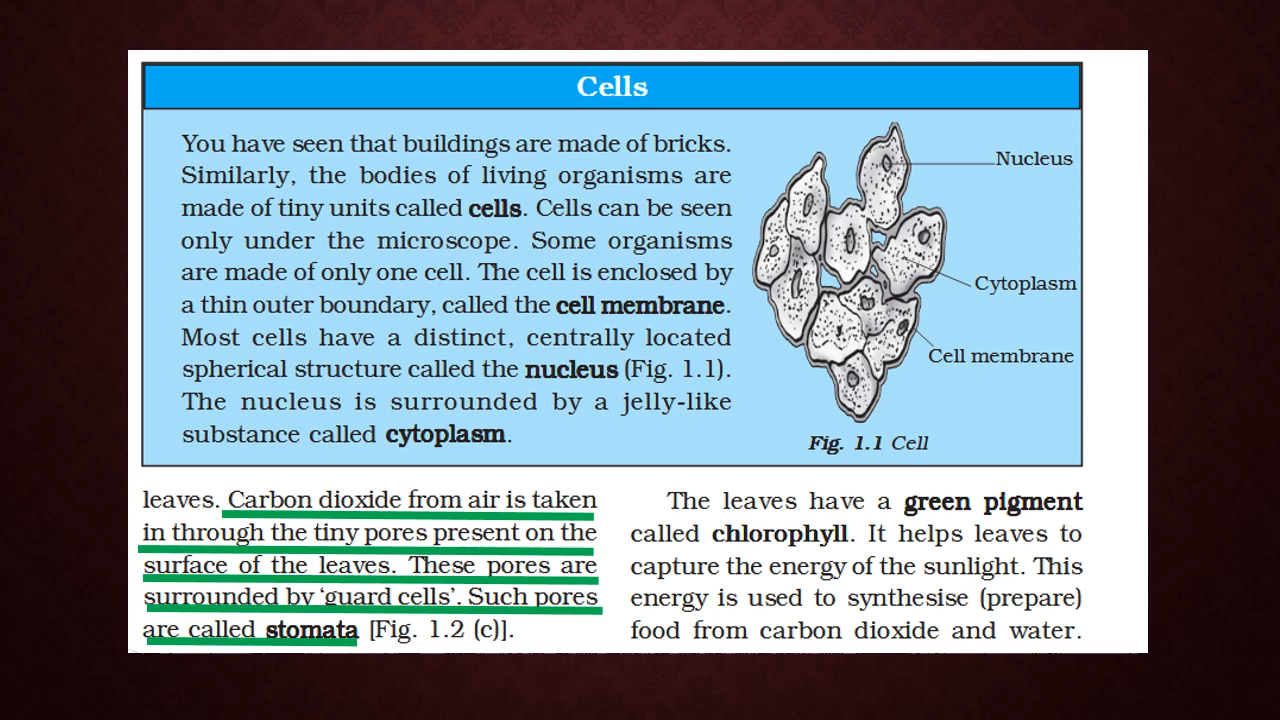 Cells
You have seen that buildings are made of bricks.
Similarly, the bodies of living organisms are
made of tiny units called cells. Cells can be seen
only under the microscope. Some organisms
are made of only one cell. The cell is enclosed by
a thin outer boundary, called the cell membrane.
Most cells have a distinct, centrally located
spherical structure called the nucleus (Fig. 1.1).
The nucleus is surrounded by a jelly-like
substance called cytoplasm.
Nucleus
Cytoplasm
Cell membrane
Fig. 1.1 Cell
leaves. Carbon dioxide from air is taken
in through the tiny pores present on the
surface of the leaves. These pores are
surrounded by ‘guard cells’. Such pores
are called stomata [Fig. 1.2 (c)].
The leaves have a green pigment
called chlorophyll. It helps leaves to
capture the energy of the sunlight. This
energy is used to synthesise (prepare)
food from carbon dioxide and water.